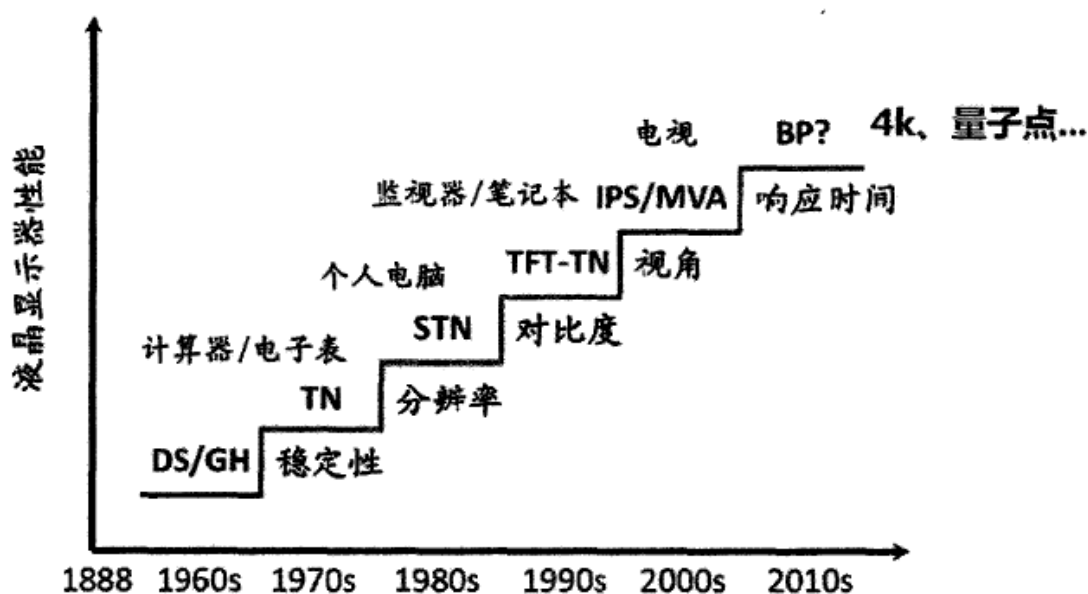 4k、量子点...
电视
BP?
监视器/笔记本
IPS/MVA
响应时间
个人电脑
TFT-TN
视角
计算器/电子表
STN
对比度
TN
分辨率
DS/GH
稳定性
液晶显示器性能
1888 1960s 1970s 1980s 1990s 2000s 2010s